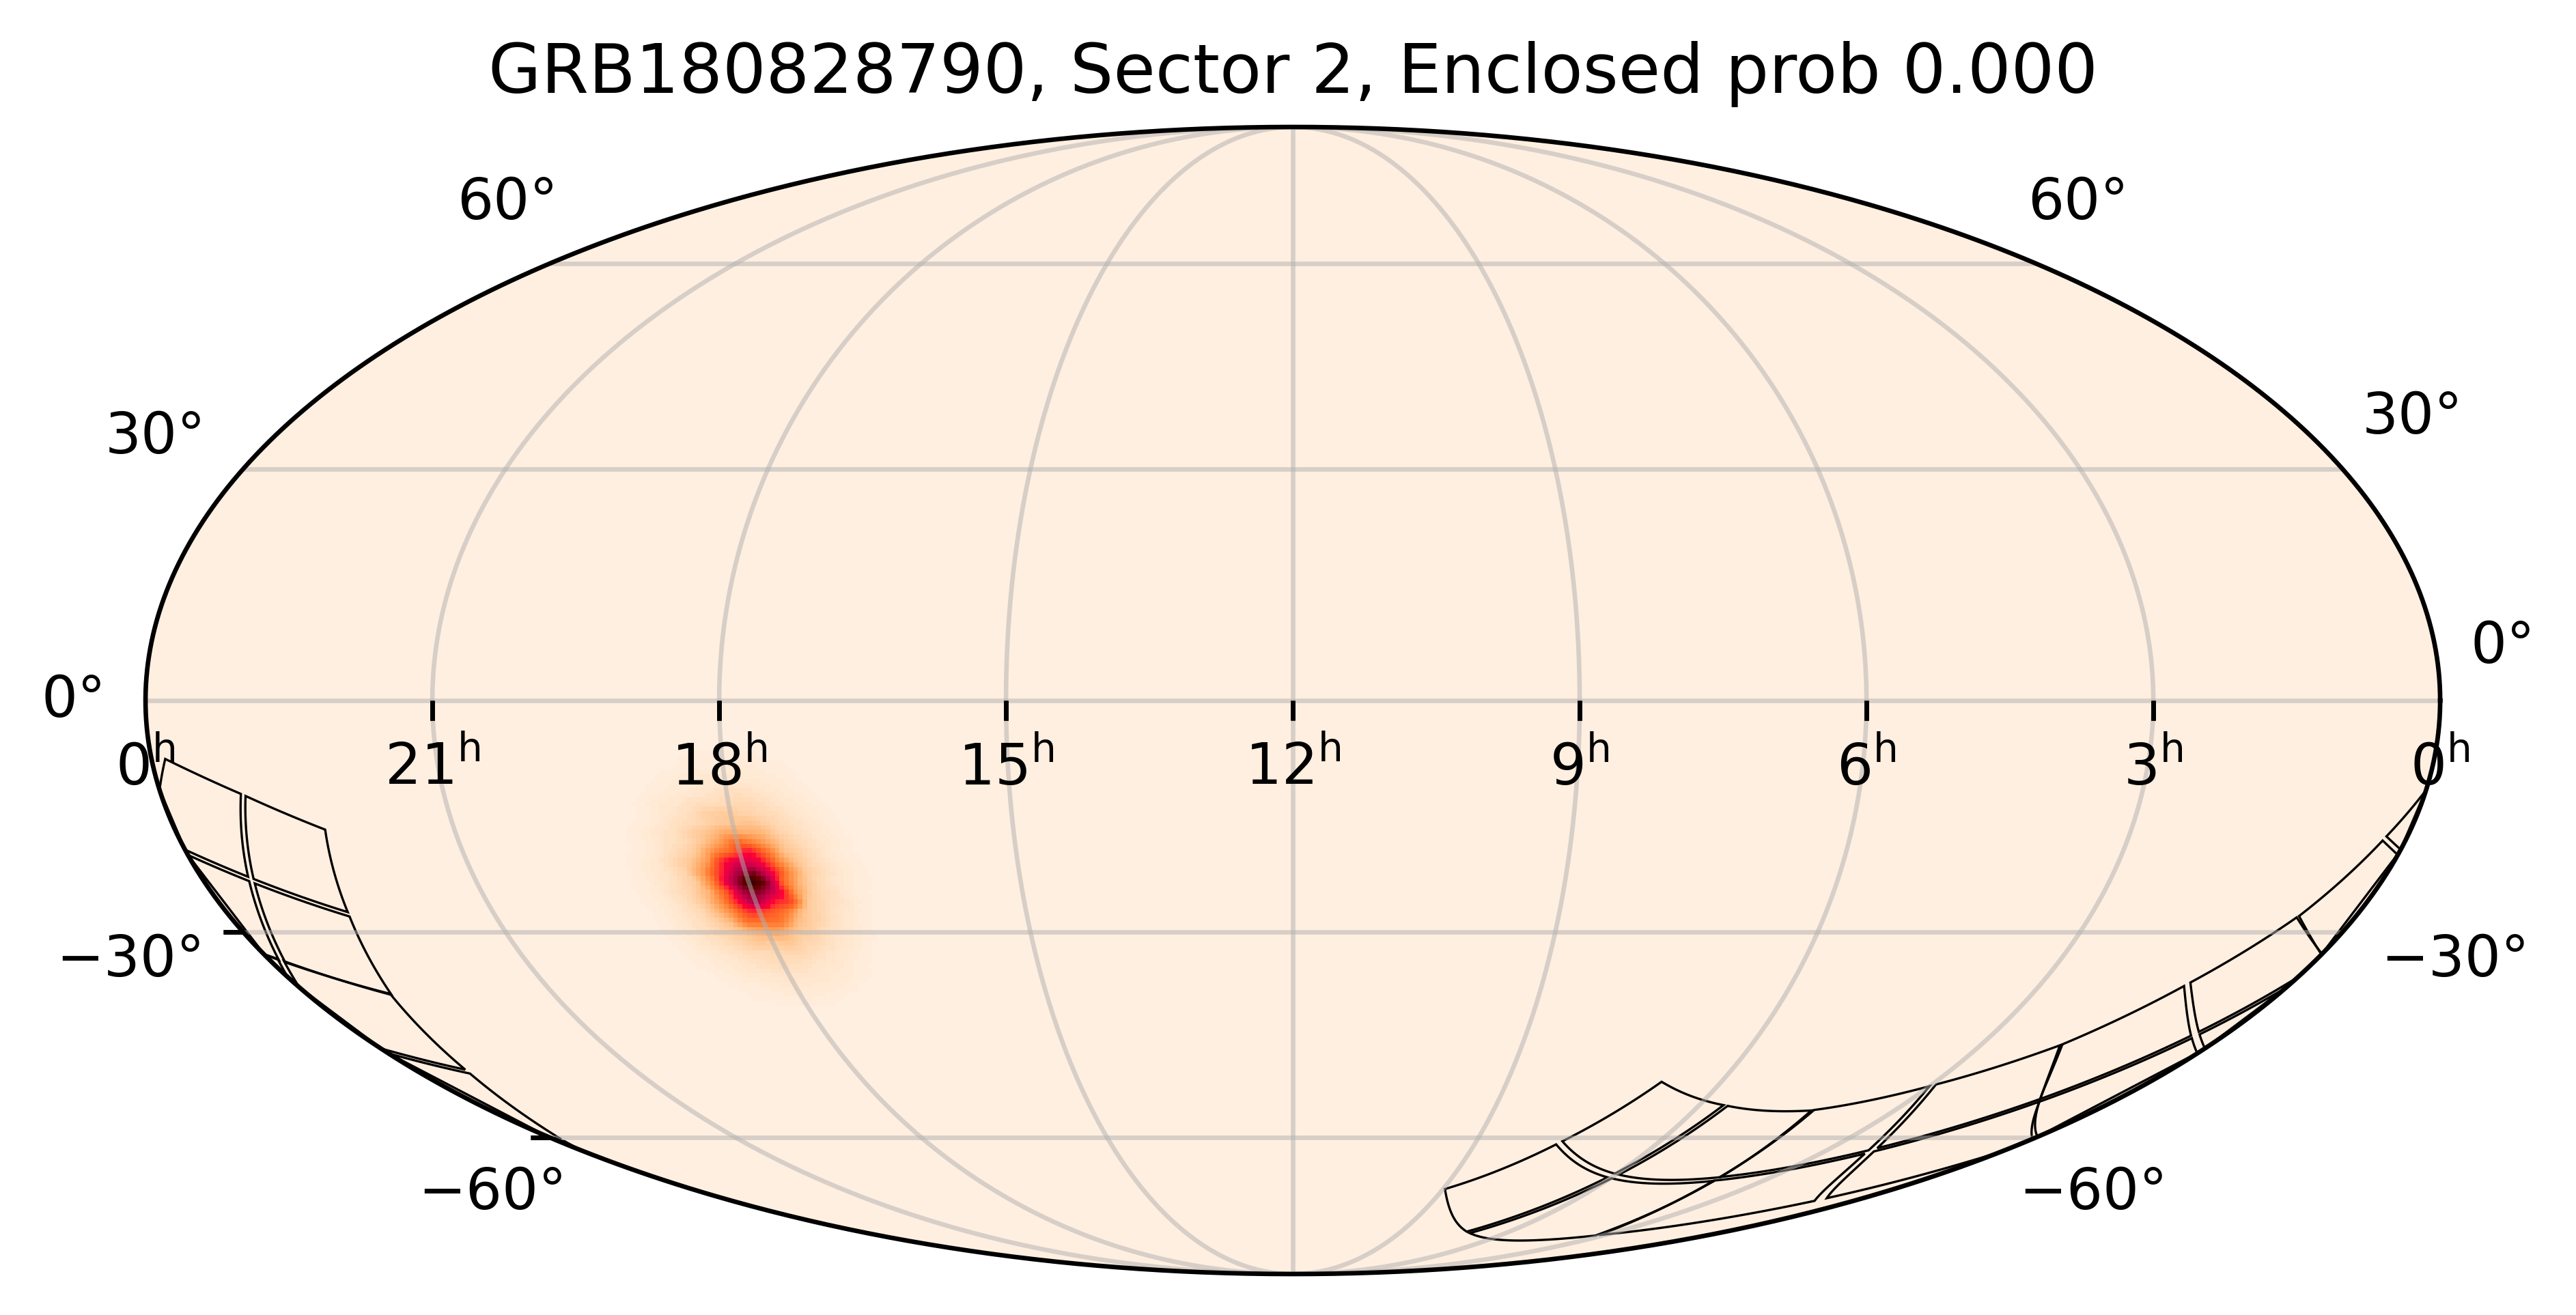 GRB180828790, Sector 2, Enclosed prob 0.000
60° 60°
30° 30°
0° 0°
0h 21h 18h 15h 12h 9h 6h 3h 0h
−30° −30°
−60° −60°